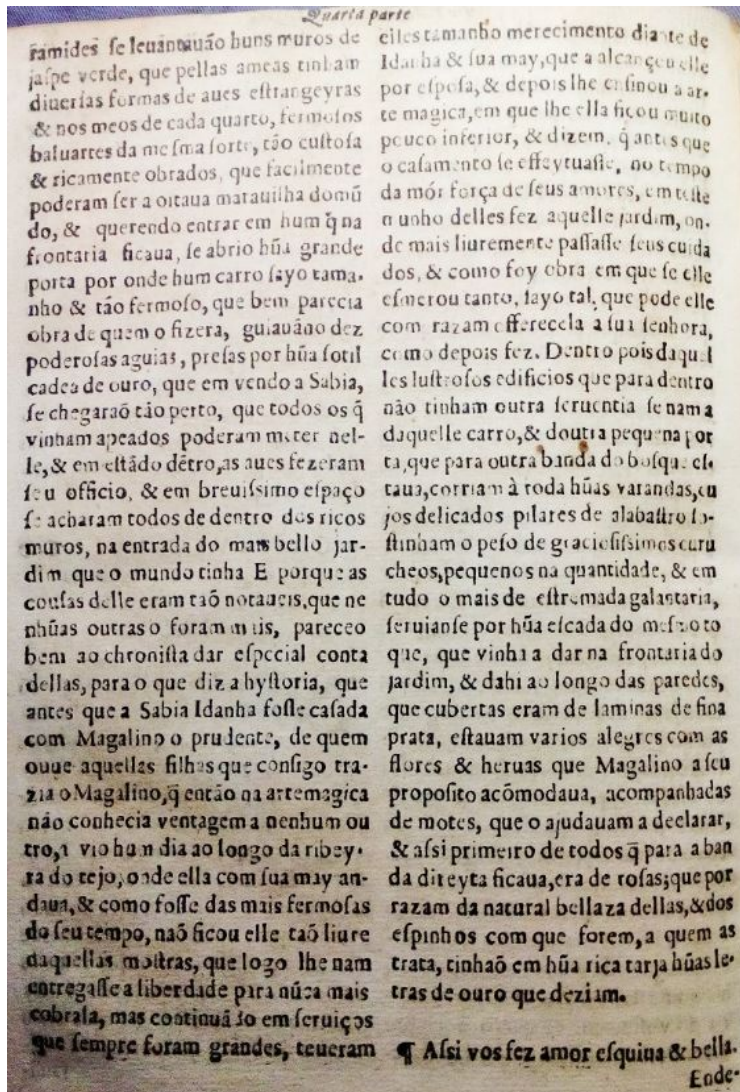 Quarta parte
ramides se leuantauão huns muros de
jaspe verde, que pellas ameas tinham
diuersas formas de aues estrangeyras
& nos meos de cada quarto, fermosos
baluartes da mesma sorte, tão custosa
& ricamente obrados, que facilmente
poderam ser a oitaua marauilha domũ
do, & querendo entrar em hum q̃ na
frontaria ficaua, se abrio hũa grande
porta por onde hum carro sayo tama-
nho & tão fermoso, que bem parecia
obra de quem o fizera, guiauãno dez
poderosas aguias, presas por hũa sotil
cadea de ouro, que em vendo a Sabia,
se chegaraõ tão perto, que todos os q̃
vinham apeados poderam meter nel-
le, & em estãdo dẽtro, as aues fezeram
seu officio, & em breuissimo espaço
se acharam todos de dentro dos ricos
muros, na entrada do mais bello jar-
dim que o mundo tinha E porque as
cousas delle eram taõ notaueis, que ne
nhũas outras o foram mais, pareceo
bem ao chronista dar especial conta
dellas, para o que diz a hystoria, que
antes que a Sabia Idanha fosse casada
com Magalino o prudente, de quem
ouue aquellas filhas que consigo tra-
zia o Magalino, q̃ então na arte magica
não conhecia ventagem a nenhum ou
tro, a vio hum dia ao longo da ribey-
ra do tejo, onde ella com sua may an-
daua, & como fosse das mais fermosas
do seu tempo, naõ ficou elle taõ liure
daquellas mostras, que logo lhe nam
entregasse a liberdade para nũca mais
cobrala, mas continuãdo em seruiços
que sempre foram grandes, teueram
elles tamanho merecimento diante de
Idanha & sua may, que a alcançou elle
por esposa, & depois lhe ensinou a ar-
te magica, em que lhe ella ficou muito
pouco inferior, & dizem, q̃ antes que
o casamento se effeytuasse, no tempo
da mór força de seus amores, em teste
munho delles fez aquelle jardim, on-
de mais liuremente passasse seus cuida
dos, & como foy obra em que se elle
esmerou tanto, sayo tal, que pode elle
com razam offerecela a sua senhora,
como depois fez. Dentro pois daquel
les lustrosos edificios que para dentro
não tinham outra seruentia senam a
daquelle carro, & doutra pequena por
ta, que para outra banda do bosque es-
taua, corriam à roda hũas varandas, cu
jos delicados pilares de alabastro so-
stinham o peso de graciosissimos curu
cheos, pequenos na quantidade, & em
tudo o mais de estremada galantaria,
seruianse por hũa escada do mesmo to
que, que vinha a dar na frontaria do
jardim, & dahi ao longo das paredes,
que cubertas eram de laminas de fina
prata, estauam varios alegres com as
flores & heruas que Magalino a seu
proposito acõmodaua, acompanhadas
de motes, que o ajudauam a declarar,
& assi primeiro de todos q̃ para a ban
da direyta ficaua, era de rosas; que por
razam da natural bellaza dellas, & dos
espinhos com que forem, a quem as
trata, tinhaõ em hũa rica tarja hũas le-
tras de ouro que deziam.
¶ Assi vos fez amor esquiua & bella.
Ende-